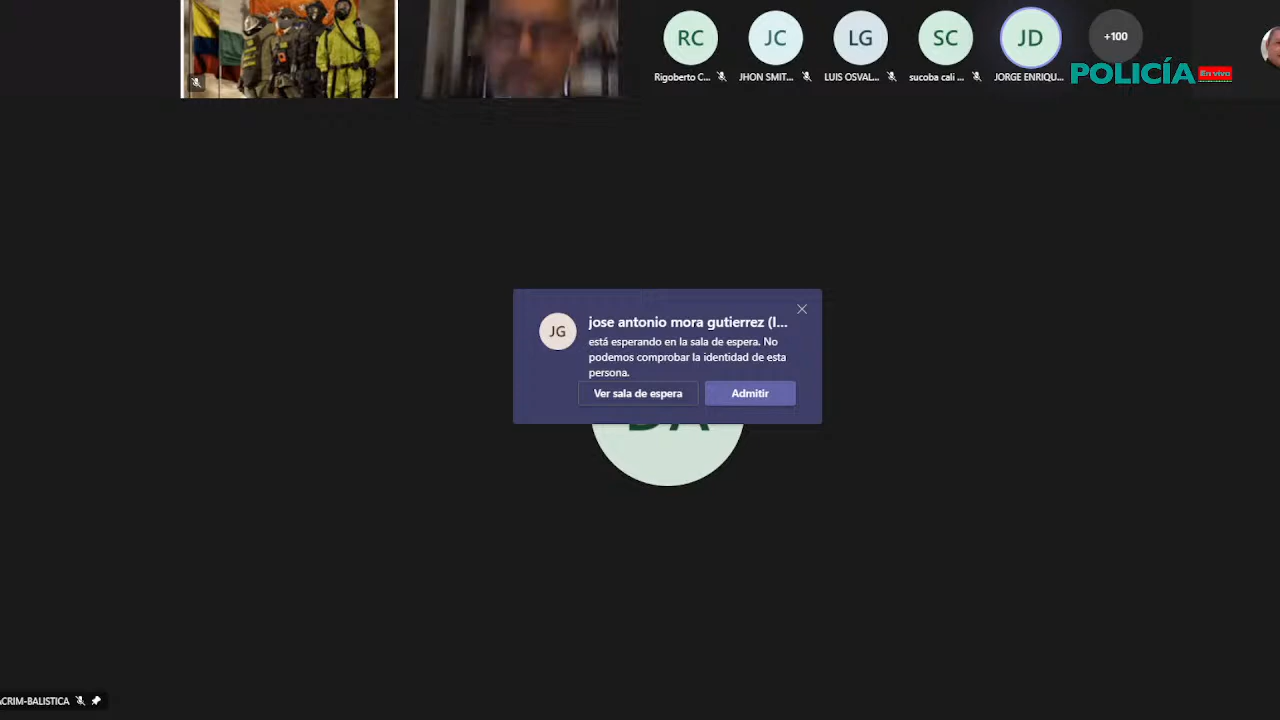 RC
JC
LG
SC
JD
+100
Rigoberto C...
JHON SMIT...
LUIS OSVAL...
sucoba cali ...
JORGE ENRIQU...
POLICÍA En vivo
JG
jose antonio mora gutierrez (I...
está esperando en la sala de espera. No
podemos comprobar la identidad de esta
persona.
Ver sala de espera
Admitir
ACRIM-BALISTICA